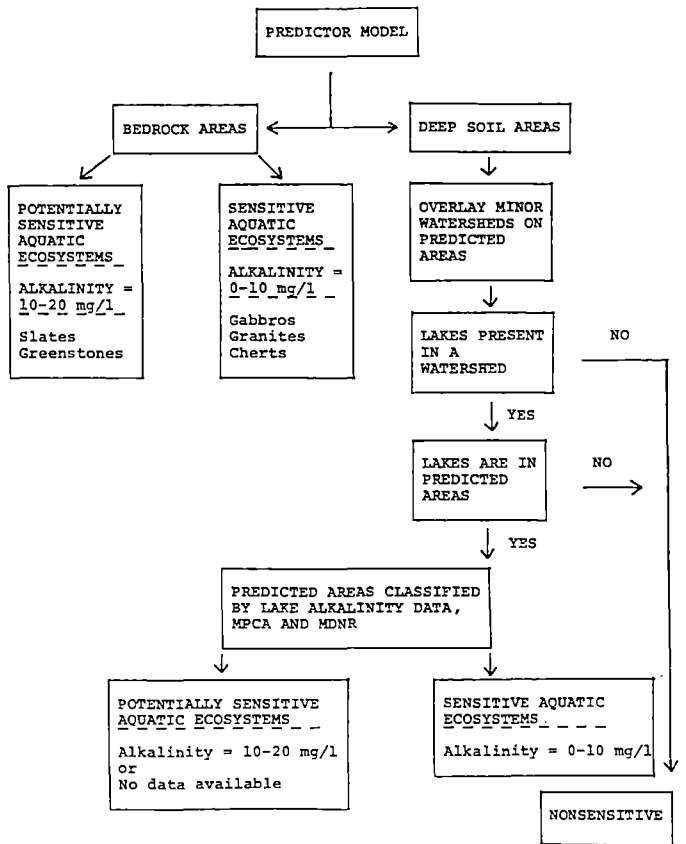 PREDICTOR MODEL
BEDROCK AREAS
DEEP SOIL AREAS
POTENTIALLY
SENSITIVE
AQUATIC
ECOSYSTEMS
ALKALINITY =
10-20 mg/l
Slates
Greenstones
SENSITIVE
AQUATIC
ECOSYSTEMS
ALKALINITY =
0-10 mg/l
Gabbros
Granites
Cherts
OVERLAY MINOR
WATERSHEDS ON
PREDICTED
AREAS
LAKES PRESENT
IN A
WATERSHED
NO
YES
LAKES ARE IN
PREDICTED
AREAS
NO
YES
PREDICTED AREAS CLASSIFIED
BY LAKE ALKALINITY DATA,
MPCA AND MDNR
POTENTIALLY SENSITIVE
AQUATIC ECOSYSTEMS
Alkalinity = 10-20 mg/l
or
No data available
SENSITIVE AQUATIC
ECOSYSTEMS
Alkalinity = 0-10 mg/l
NONSENSITIVE